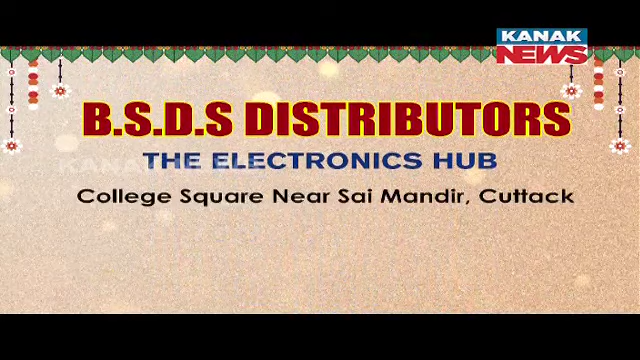 KANAK
NEWS
B.S.D.S DISTRIBUTORS
THE ELECTRONICS HUB
College Square Near Sai Mandir, Cuttack